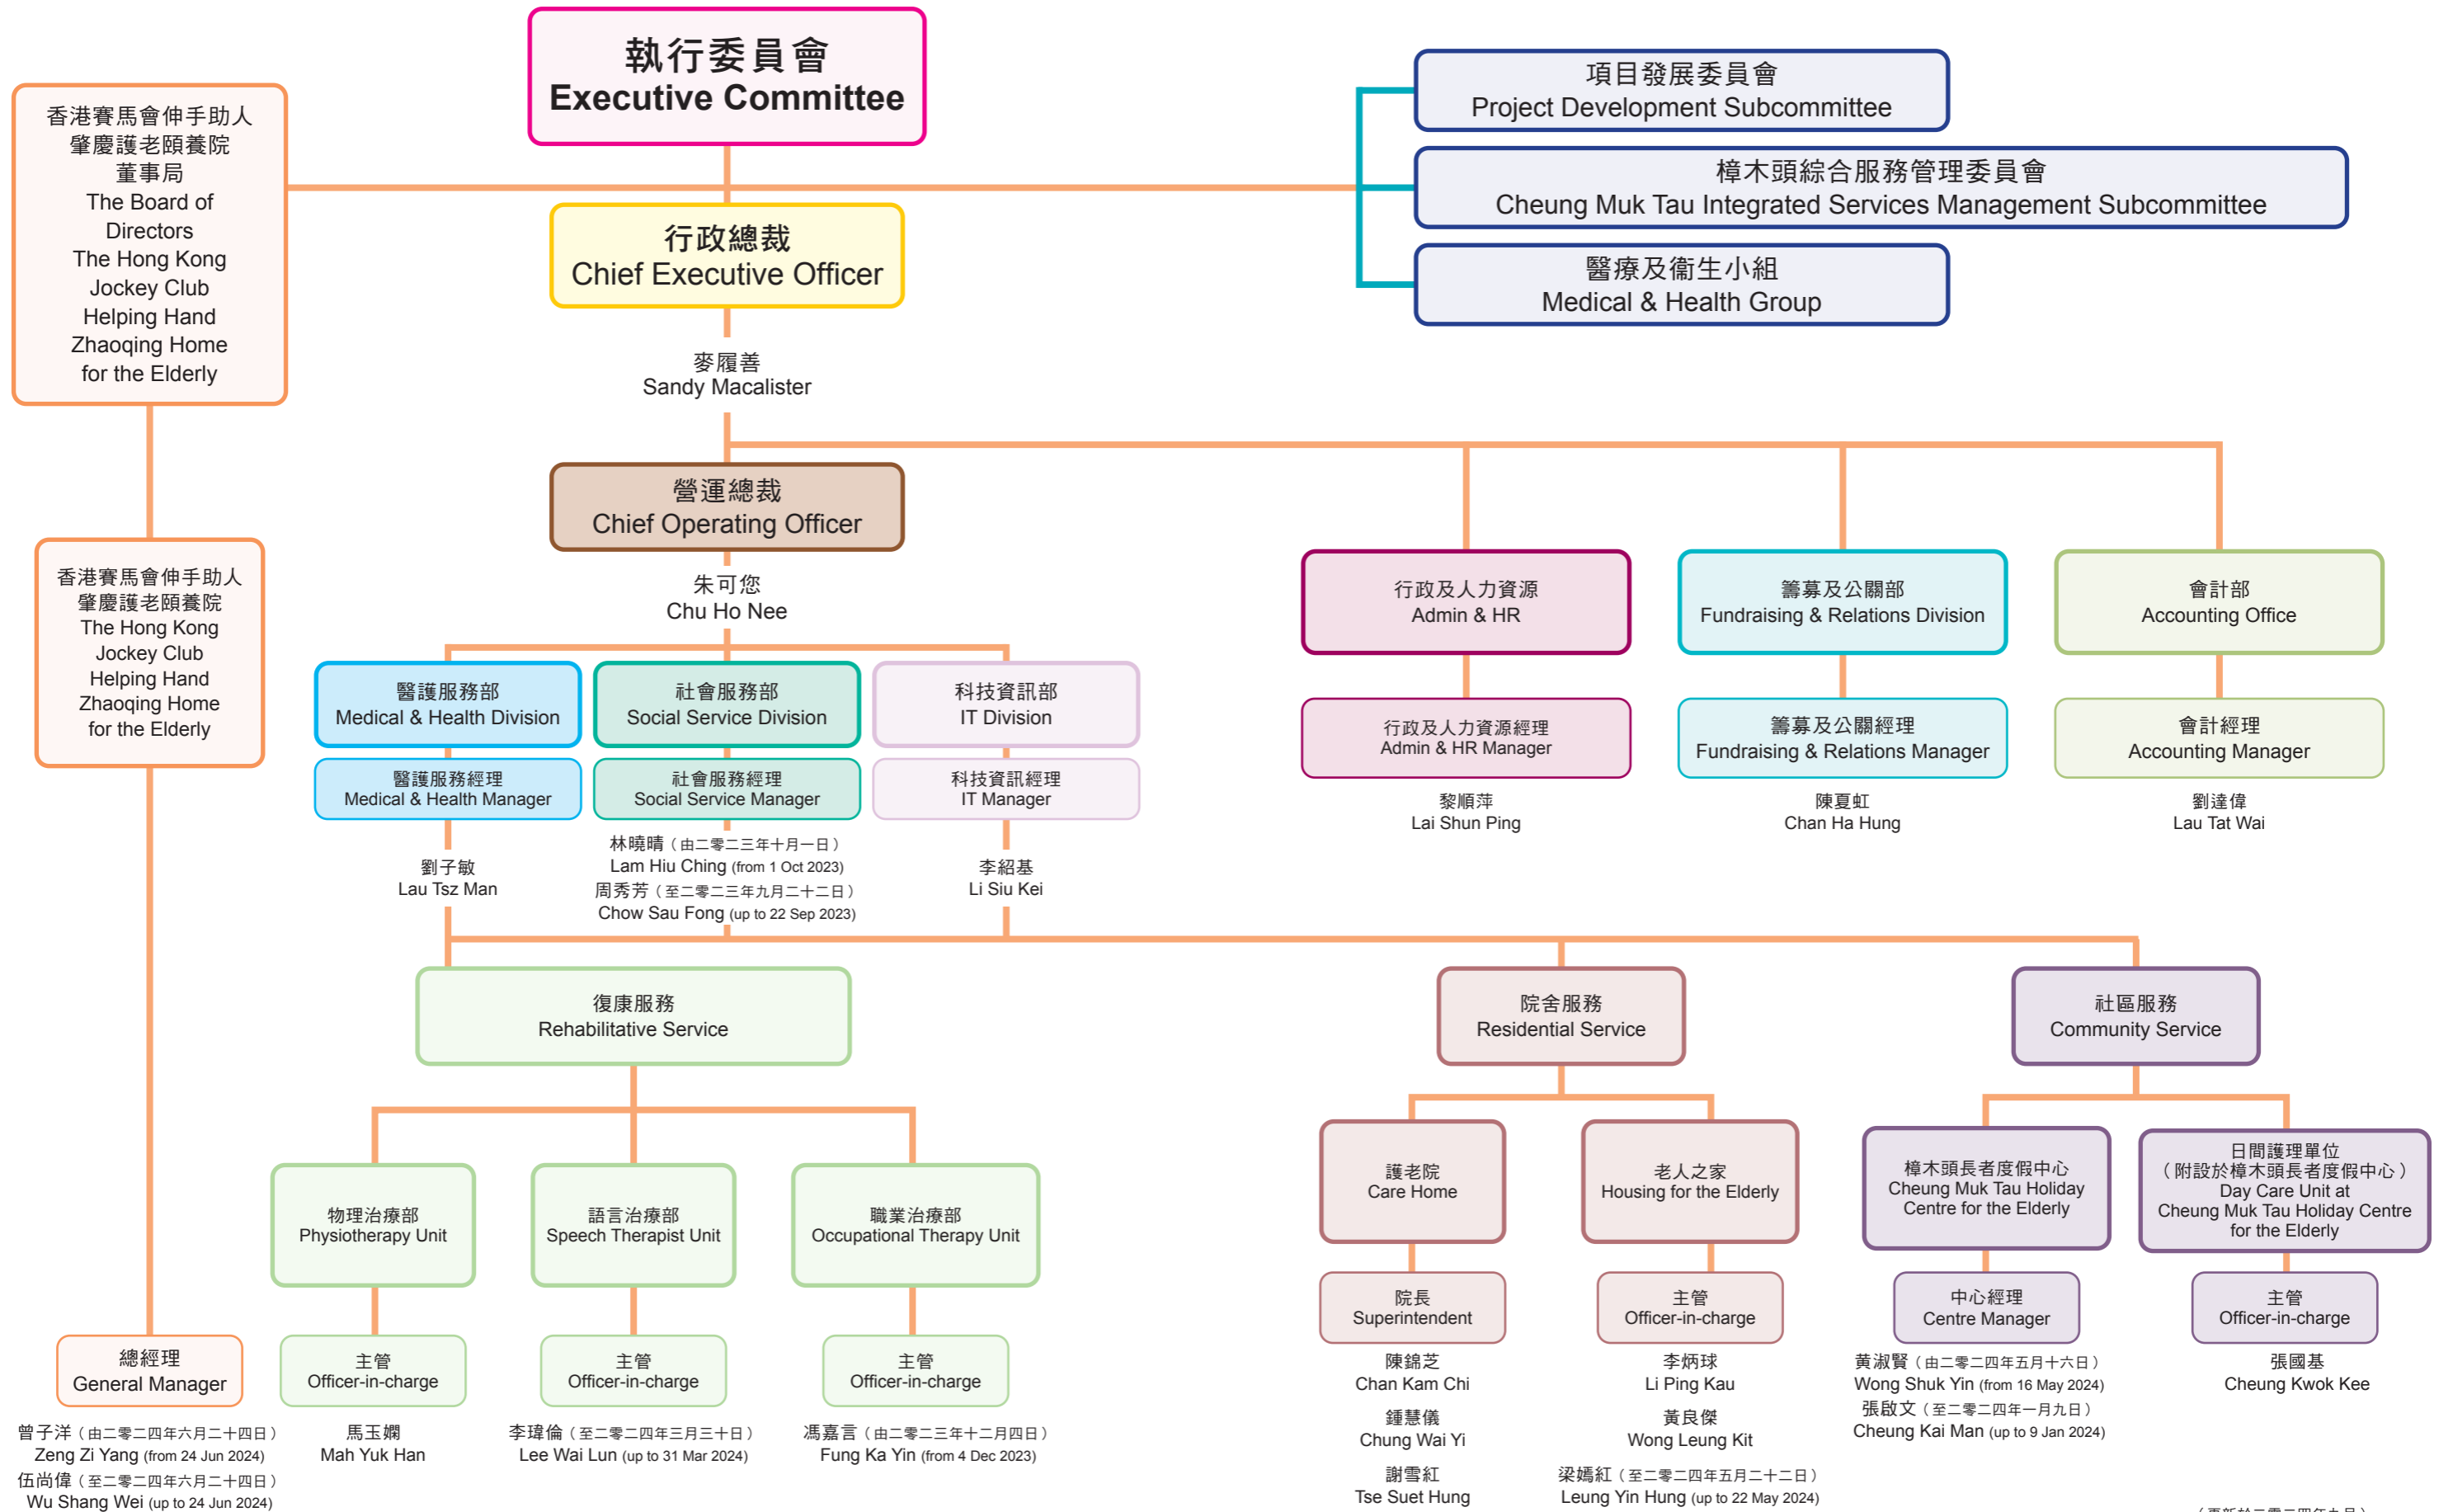 執行委員會
Executive Committee
項目發展委員會
Project Development Subcommittee
樟木頭綜合服務管理委員會
Cheung Muk Tau Integrated Services Management Subcommittee
醫療及衞生小組
Medical & Health Group
香港賽馬會伸手助人
肇慶護老頤養院
董事局
The Board of
Directors
The Hong Kong
Jockey Club
Helping Hand
Zhaoqing Home
for the Elderly
行政總裁
Chief Executive Officer
麥履善
Sandy Macalister
營運總裁
Chief Operating Officer
朱可您
Chu Ho Nee
香港賽馬會伸手助人
肇慶護老頤養院
The Hong Kong
Jockey Club
Helping Hand
Zhaoqing Home
for the Elderly
行政及人力資源
Admin & HR
籌募及公關部
Fundraising & Relations Division
會計部
Accounting Office
醫護服務部
Medical & Health Division
社會服務部
Social Service Division
科技資訊部
IT Division
行政及人力資源經理
Admin & HR Manager
籌募及公關經理
Fundraising & Relations Manager
會計經理
Accounting Manager
醫護服務經理
Medical & Health Manager
社會服務經理
Social Service Manager
科技資訊經理
IT Manager
黎順萍
Lai Shun Ping
陳夏虹
Chan Ha Hung
劉達偉
Lau Tat Wai
劉子敏
Lau Tsz Man
林曉晴（由二零二三年十月一日）
Lam Hiu Ching (from 1 Oct 2023)
周秀芳（至二零二三年九月二十二日）
Chow Sau Fong (up to 22 Sep 2023)
李紹基
Li Siu Kei
復康服務
Rehabilitative Service
院舍服務
Residential Service
社區服務
Community Service
物理治療部
Physiotherapy Unit
語言治療部
Speech Therapist Unit
職業治療部
Occupational Therapy Unit
護老院
Care Home
老人之家
Housing for the Elderly
樟木頭長者度假中心
Cheung Muk Tau Holiday
Centre for the Elderly
日間護理單位
（附設於樟木頭長者度假中心）
Day Care Unit at
Cheung Muk Tau Holiday Centre
for the Elderly
總經理
General Manager
主管
Officer-in-charge
主管
Officer-in-charge
主管
Officer-in-charge
院長
Superintendent
主管
Officer-in-charge
中心經理
Centre Manager
主管
Officer-in-charge
曾子洋（由二零二四年六月二十四日）
Zeng Zi Yang (from 24 Jun 2024)
伍尚偉（至二零二四年六月二十四日）
Wu Shang Wei (up to 24 Jun 2024)
馬玉嫻
Mah Yuk Han
李瑋倫（至二零二四年三月三十日）
Lee Wai Lun (up to 31 Mar 2024)
馮嘉言（由二零二三年十二月四日）
Fung Ka Yin (from 4 Dec 2023)
陳錦芝
Chan Kam Chi
鍾慧儀
Chung Wai Yi
謝雪紅
Tse Suet Hung
李炳球
Li Ping Kau
黃良傑
Wong Leung Kit
梁嫣紅（至二零二四年五月二十二日）
Leung Yin Hung (up to 22 May 2024)
黄淑賢（由二零二四年五月十六日）
Wong Shuk Yin (from 16 May 2024)
張啟文（至二零二四年一月九日）
Cheung Kai Man (up to 9 Jan 2024)
張國基
Cheung Kwok Kee